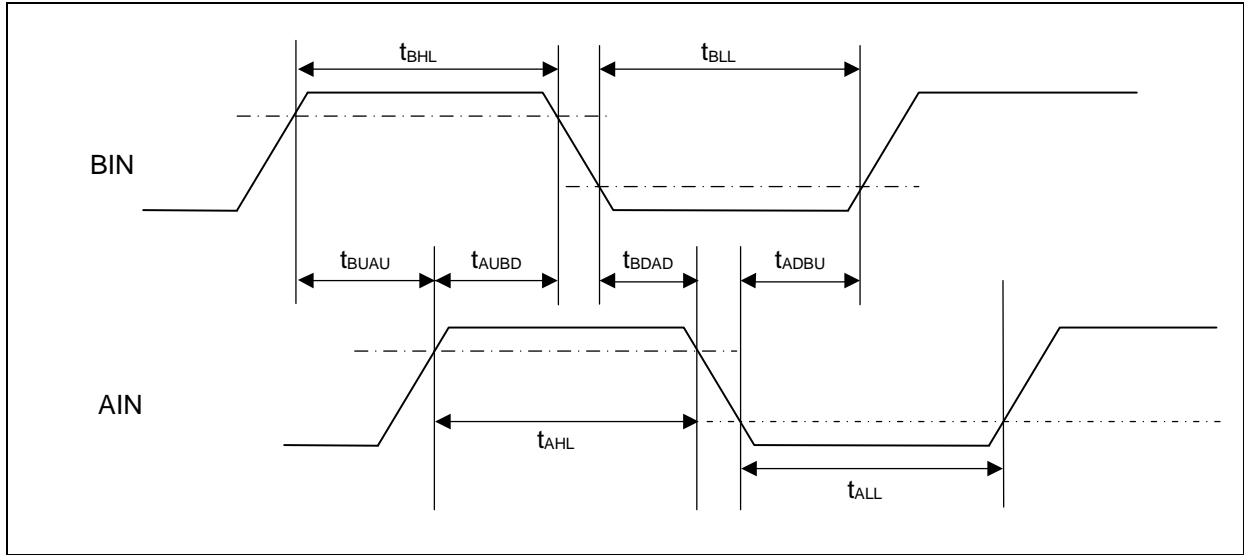 tBHL
tBLL
BIN
tBUAU
tAUBD
tBDAD
tADBU
AIN
tAHL
tALL